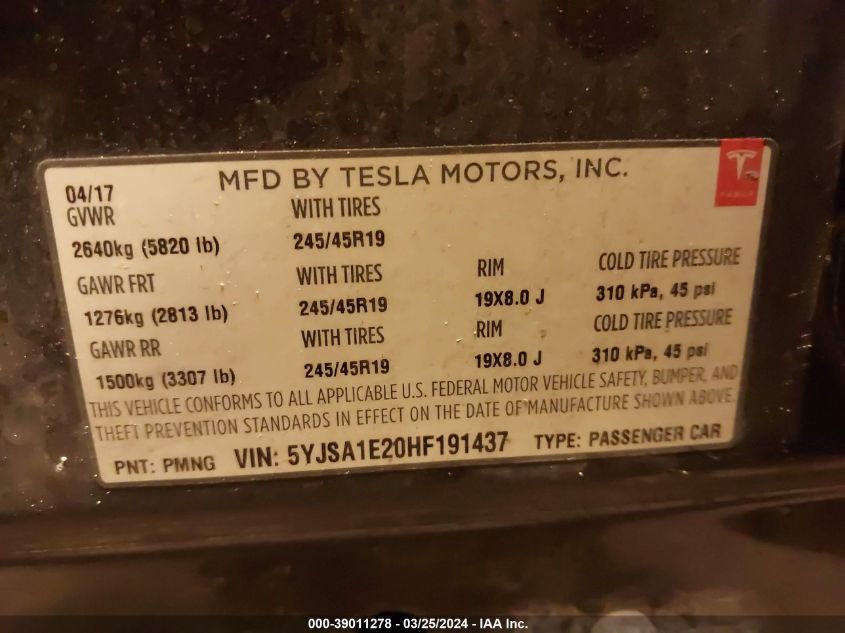 MFD BY TESLA MOTORS, INC.
TESLA
04/17
GVWR WITH TIRES
2640kg (5820 lb) 245/45R19
GAWR FRT WITH TIRES RIM COLD TIRE PRESSURE
1276kg (2813 lb) 245/45R19 19X8.0 J 310 kPa, 45 psi
GAWR RR WITH TIRES RIM COLD TIRE PRESSURE
1500kg (3307 lb) 245/45R19 19X8.0 J 310 kPa, 45 psi
THIS VEHICLE CONFORMS TO ALL APPLICABLE U.S. FEDERAL MOTOR VEHICLE SAFETY, BUMPER, AND
THEFT PREVENTION STANDARDS IN EFFECT ON THE DATE OF MANUFACTURE SHOWN ABOVE.
PNT: PMNG VIN: 5YJSA1E20HF191437 TYPE: PASSENGER CAR
000-39011278 - 03/25/2024 - IAA Inc.